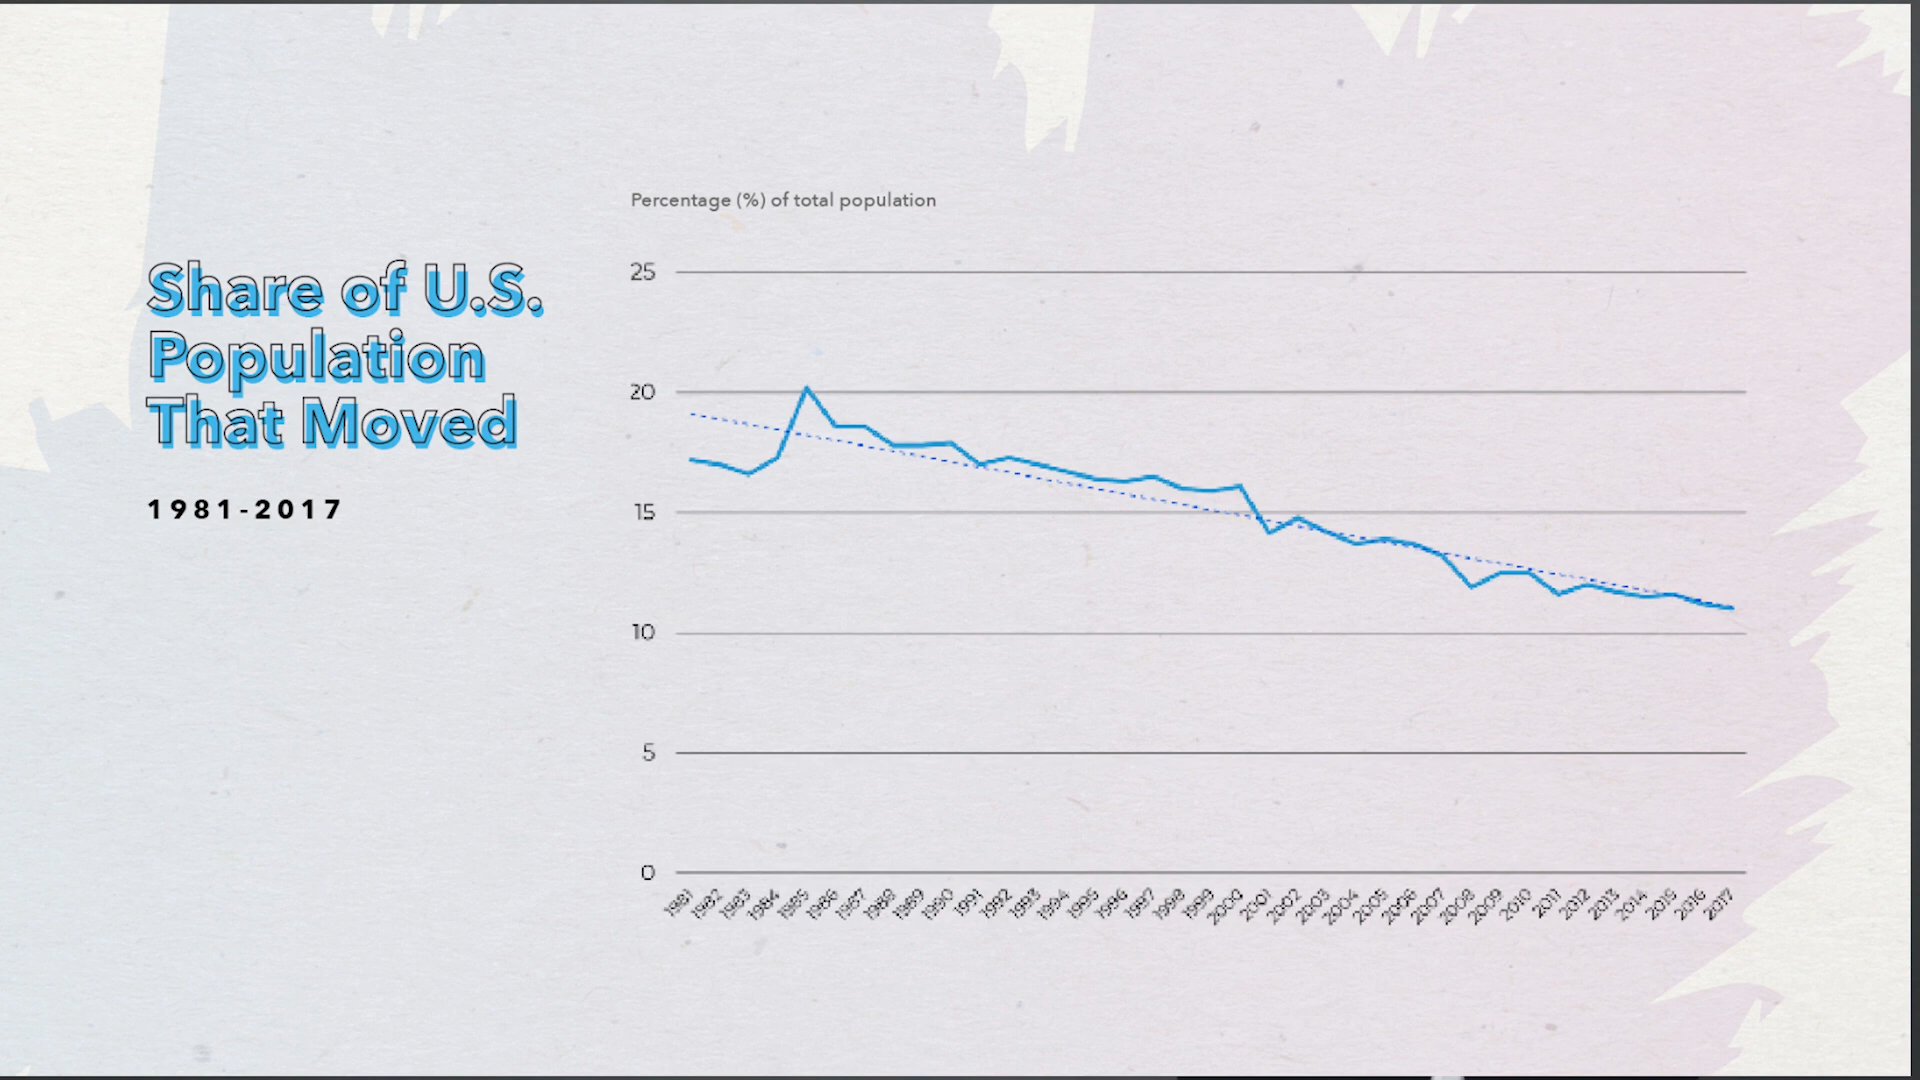 Share of U.S.
Population
That Moved
1981-2017
Percentage (%) of total population
25
20
15
10
5
0
1981 1982 1983 1984 1985 1986 1987 1988 1989 1990 1991 1992 1993 1994 1995 1996 1997 1998 1999 2000 2001 2002 2003 2004 2005 2006 2007 2008 2009 2010 2011 2012 2013 2014 2015 2016 2017